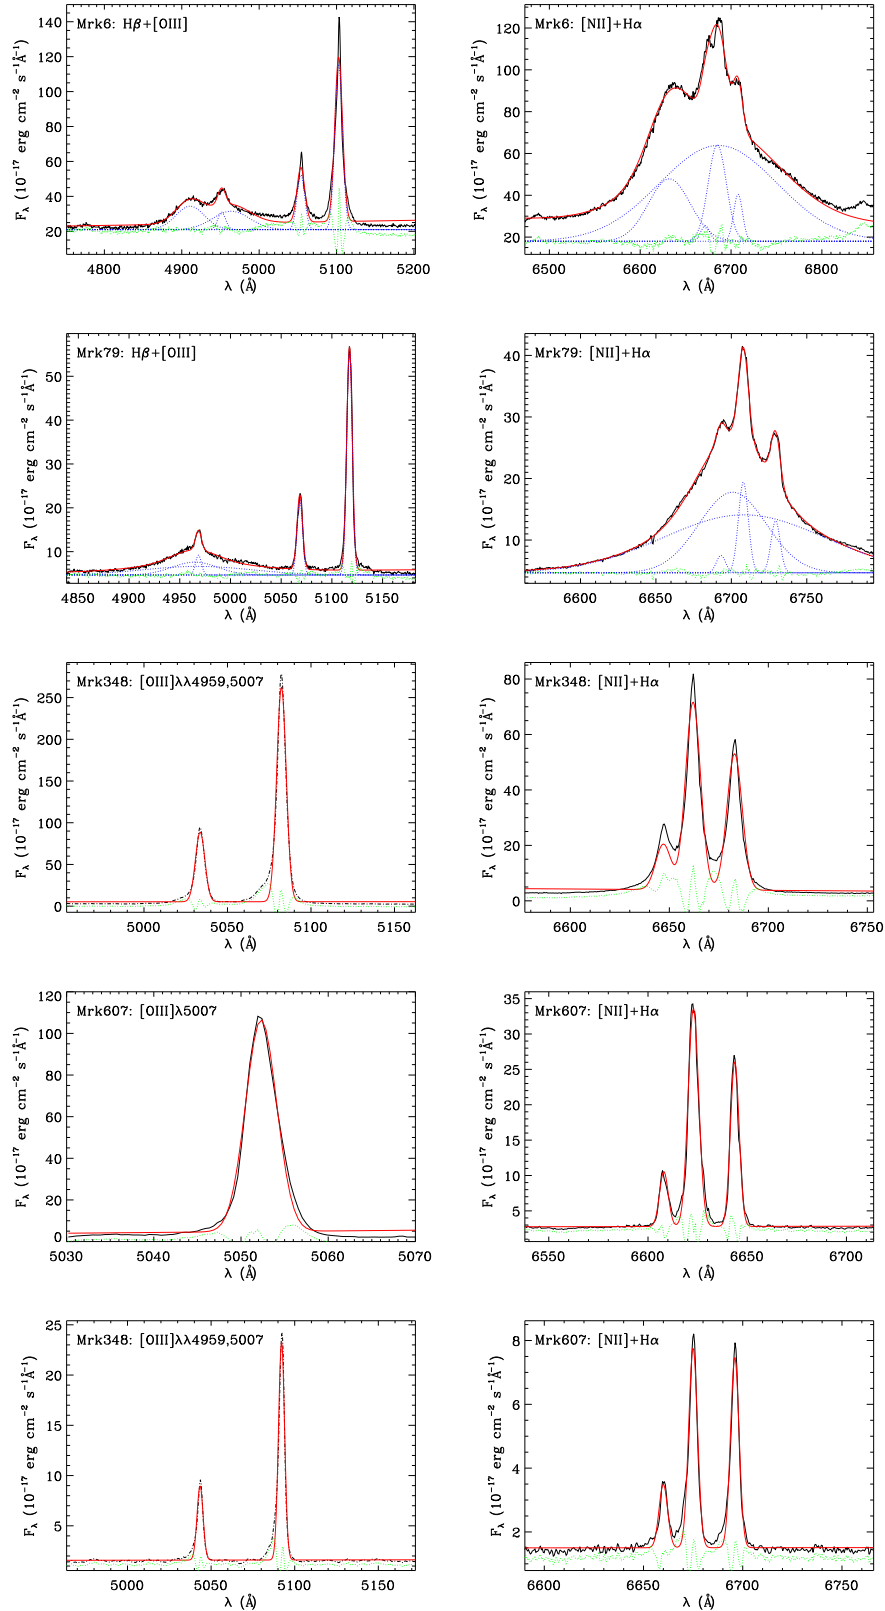 Mrk6: Hβ+[OIII]
F_λ (10⁻¹⁷ erg cm⁻² s⁻¹Å⁻¹)
140
120
100
80
60
40
20
4800 4900 5000 5100 5200
λ (Å)
Mrk6: [NII]+Hα
F_λ (10⁻¹⁷ erg cm⁻² s⁻¹Å⁻¹)
120
100
80
60
40
20
6500 6600 6700 6800
λ (Å)
Mrk79: Hβ+[OIII]
F_λ (10⁻¹⁷ erg cm⁻² s⁻¹Å⁻¹)
50
40
30
20
10
4850 4900 4950 5000 5050 5100 5150
λ (Å)
Mrk79: [NII]+Hα
F_λ (10⁻¹⁷ erg cm⁻² s⁻¹Å⁻¹)
40
30
20
10
6600 6650 6700 6750
λ (Å)
Mrk348: [OIII]λλ4959,5007
F_λ (10⁻¹⁷ erg cm⁻² s⁻¹Å⁻¹)
250
200
150
100
50
0
5000 5050 5100 5150
λ (Å)
Mrk348: [NII]+Hα
F_λ (10⁻¹⁷ erg cm⁻² s⁻¹Å⁻¹)
80
60
40
20
0
6600 6650 6700 6750
λ (Å)
Mrk607: [OIII]λ5007
F_λ (10⁻¹⁷ erg cm⁻² s⁻¹Å⁻¹)
120
100
80
60
40
20
0
5030 5040 5050 5060 5070
λ (Å)
Mrk607: [NII]+Hα
F_λ (10⁻¹⁷ erg cm⁻² s⁻¹Å⁻¹)
35
30
25
20
15
10
5
6550 6600 6650 6700
λ (Å)
Mrk348: [OIII]λλ4959,5007
F_λ (10⁻¹⁷ erg cm⁻² s⁻¹Å⁻¹)
25
20
15
10
5
5000 5050 5100 5150
λ (Å)
Mrk607: [NII]+Hα
F_λ (10⁻¹⁷ erg cm⁻² s⁻¹Å⁻¹)
8
6
4
2
6600 6650 6700 6750
λ (Å)